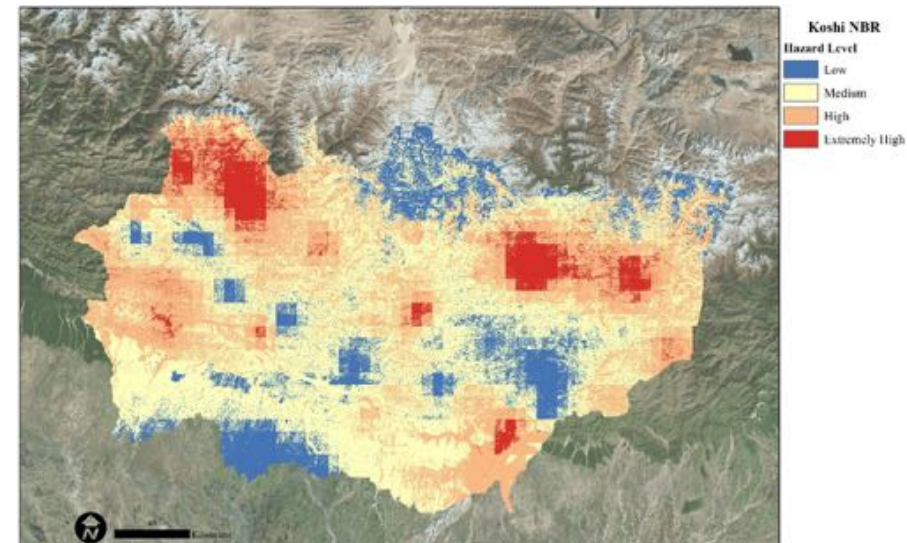 Koshi NBR
Hazard Level
Low
Medium
High
Extremely High
N
Kilometers